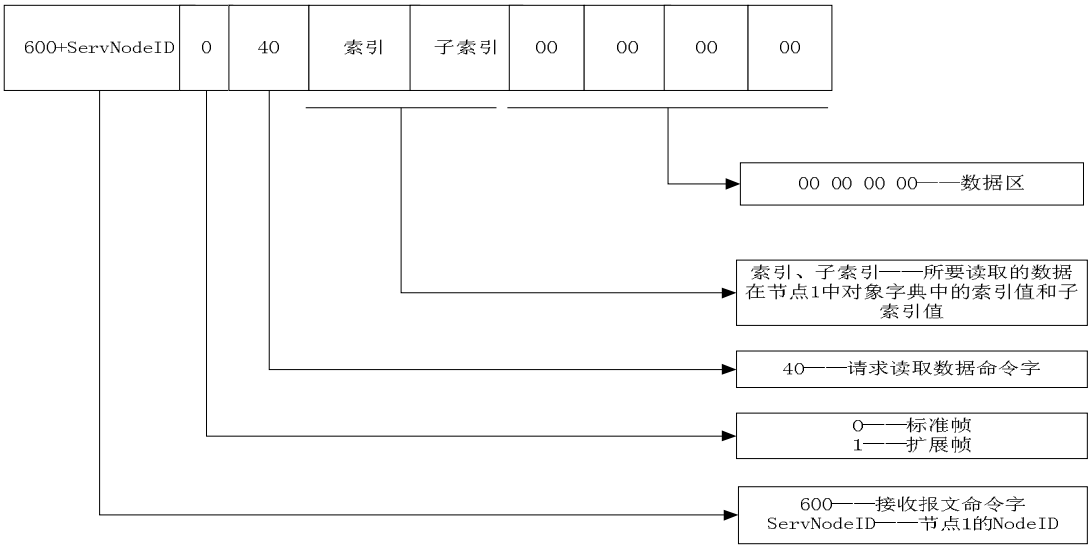 600+ServNodeID 0 40 索引 子索引 00 00 00 00
00 00 00 00——数据区
索引、子索引——所要读取的数据
在节点1中对象字典中的索引值和子
索引值
40——请求读取数据命令字
0——标准帧
1——扩展帧
600——接收报文命令字
ServNodeID——节点1的NodeID